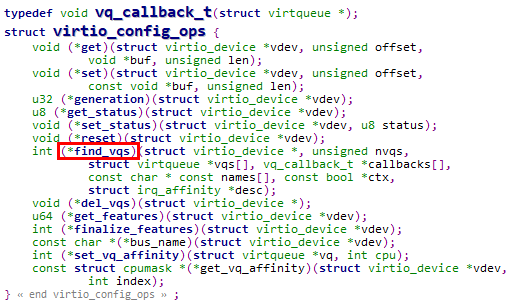 typedef void vq_callback_t(struct virtqueue *);
struct virtio_config_ops {
void (*get)(struct virtio_device *vdev, unsigned offset,
void *buf, unsigned len);
void (*set)(struct virtio_device *vdev, unsigned offset,
const void *buf, unsigned len);
u32 (*generation)(struct virtio_device *vdev);
u8 (*get_status)(struct virtio_device *vdev);
void (*set_status)(struct virtio_device *vdev, u8 status);
void (*reset)(struct virtio_device *vdev);
int (*find_vqs)(struct virtio_device *, unsigned nvqs,
struct virtqueue *vqs[], vq_callback_t *callbacks[],
const char * const names[], const bool *ctx,
struct irq_affinity *desc);
void (*del_vqs)(struct virtio_device *);
u64 (*get_features)(struct virtio_device *vdev);
int (*finalize_features)(struct virtio_device *vdev);
const char *(*bus_name)(struct virtio_device *vdev);
int (*set_vq_affinity)(struct virtqueue *vq, int cpu);
const struct cpumask *(*get_vq_affinity)(struct virtio_device *vdev,
int index);
} « end virtio_config_ops » ;